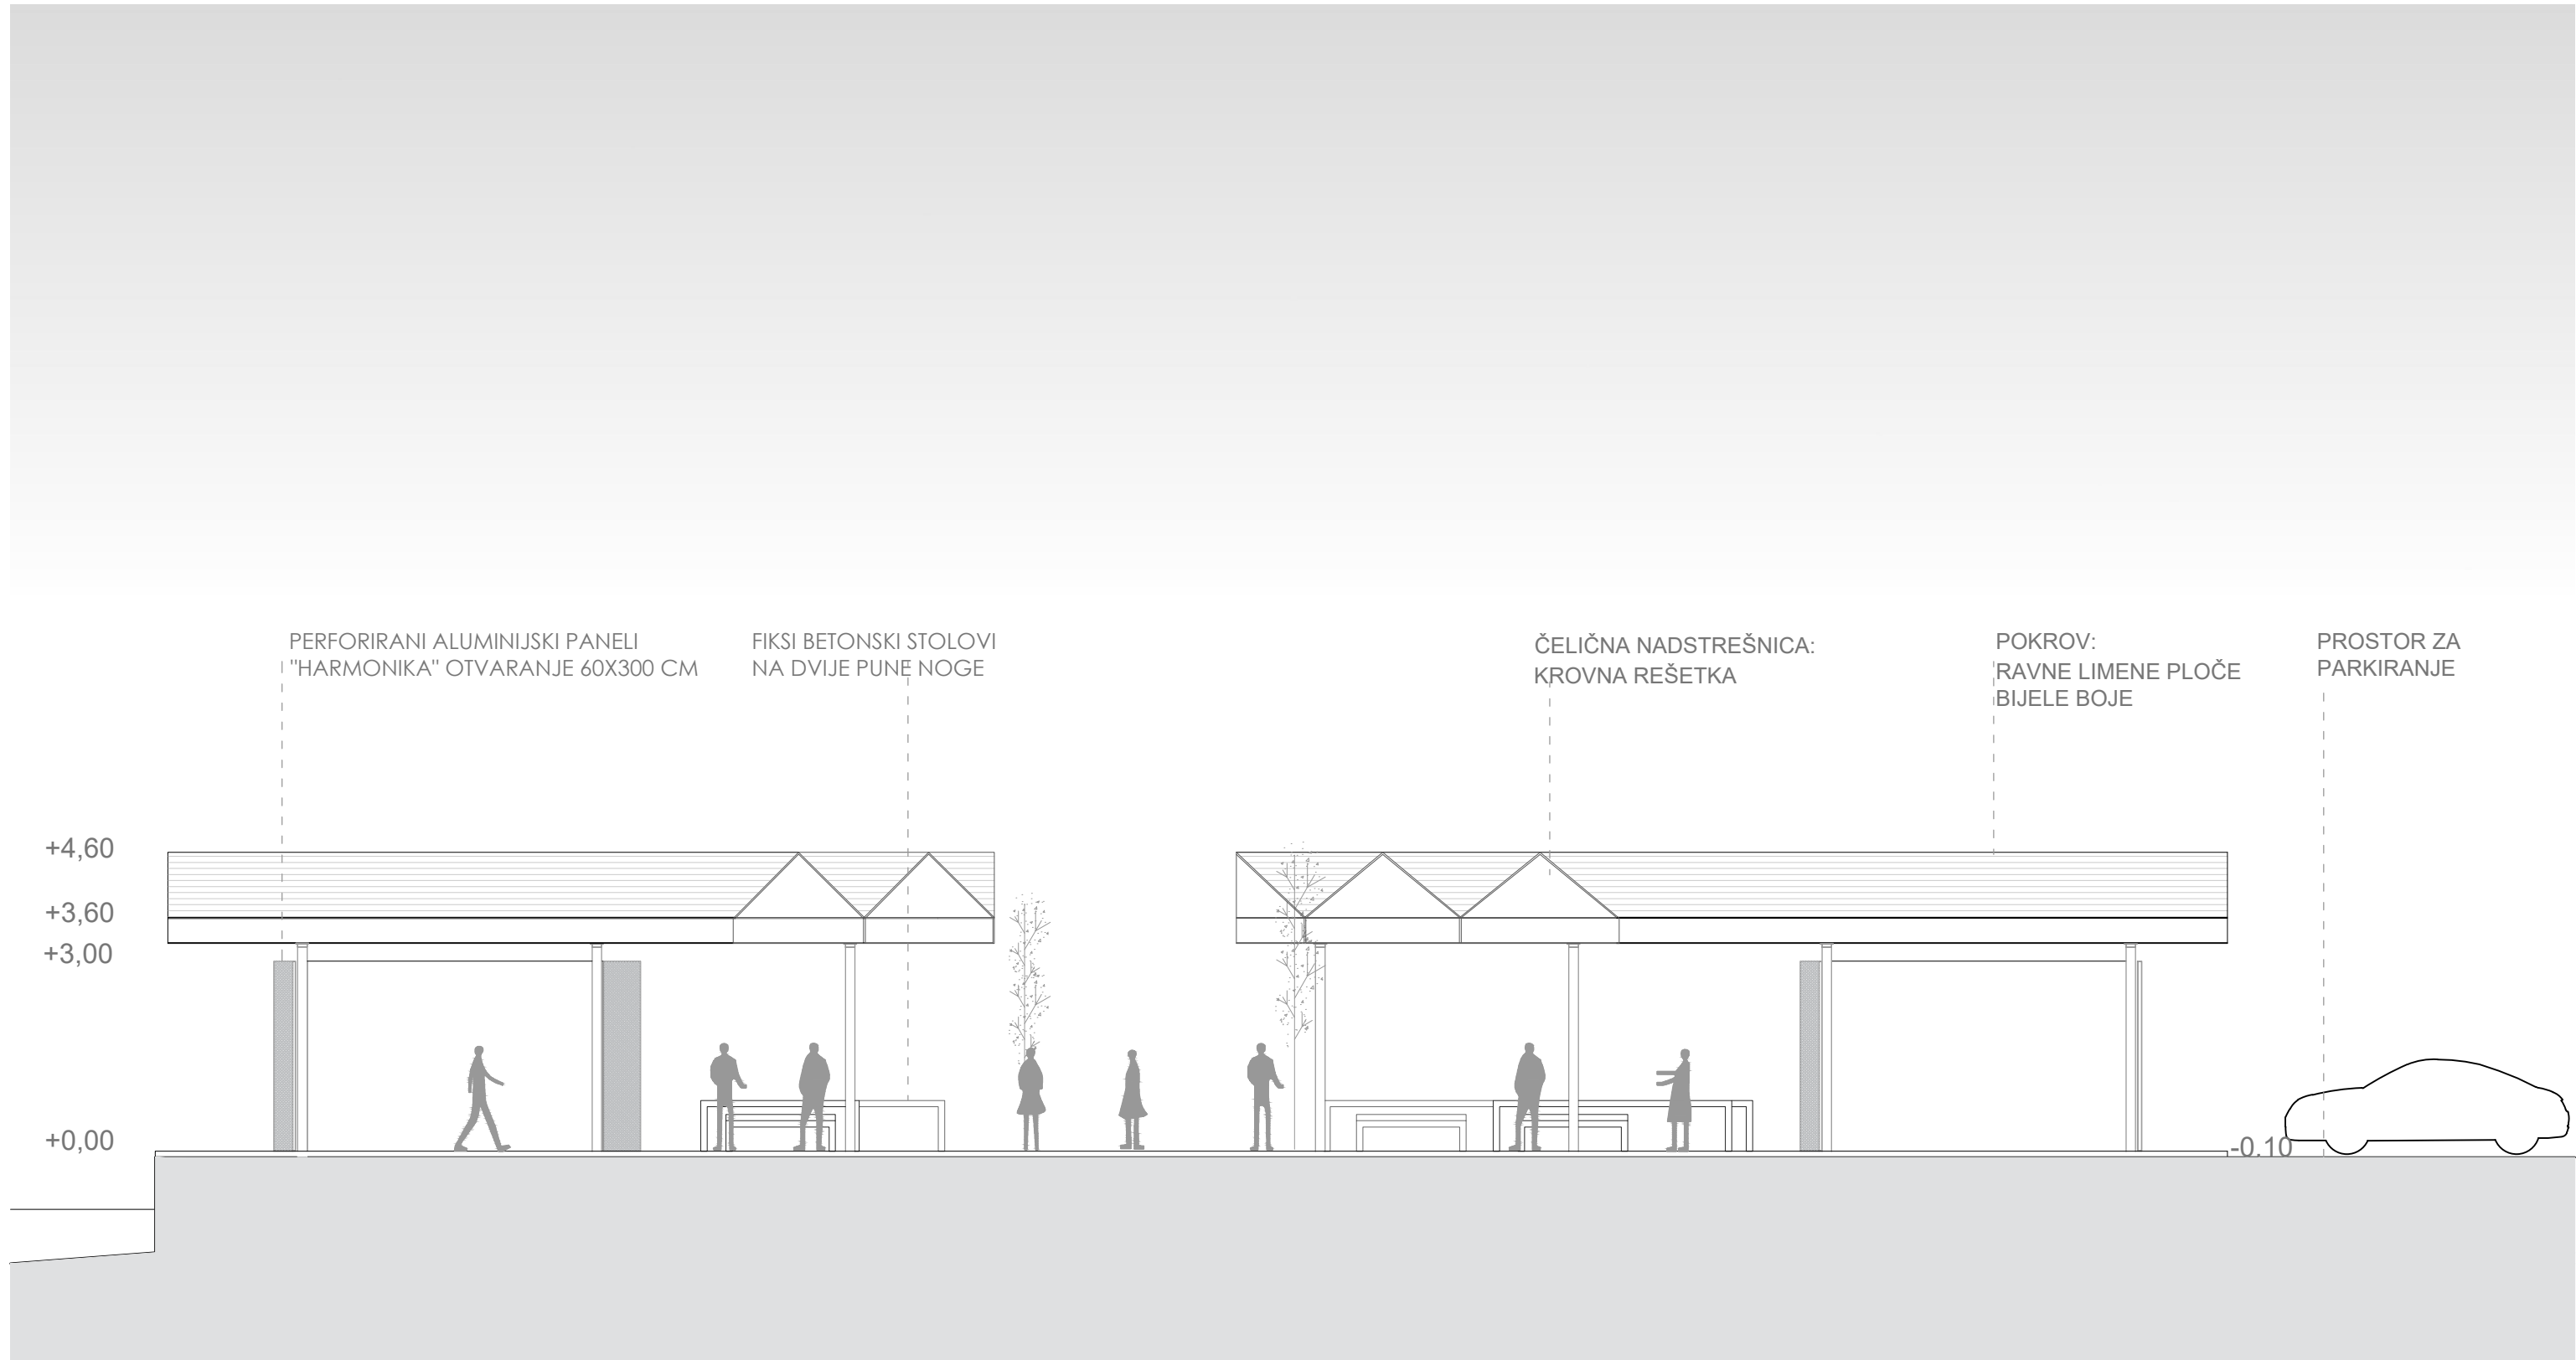 PERFORIRANI ALUMINIJSKI PANELI
"HARMONIKA" OTVARANJE 60X300 CM
FIKSI BETONSKI STOLOVI
NA DVIJE PUNE NOGE
ČELIČNA NADSTREŠNICA:
KROVNA REŠETKA
POKROV:
RAVNE LIMENE PLOČE
BIJELE BOJE
PROSTOR ZA
PARKIRANJE
+4,60
+3,60
+3,00
+0,00
-0.10